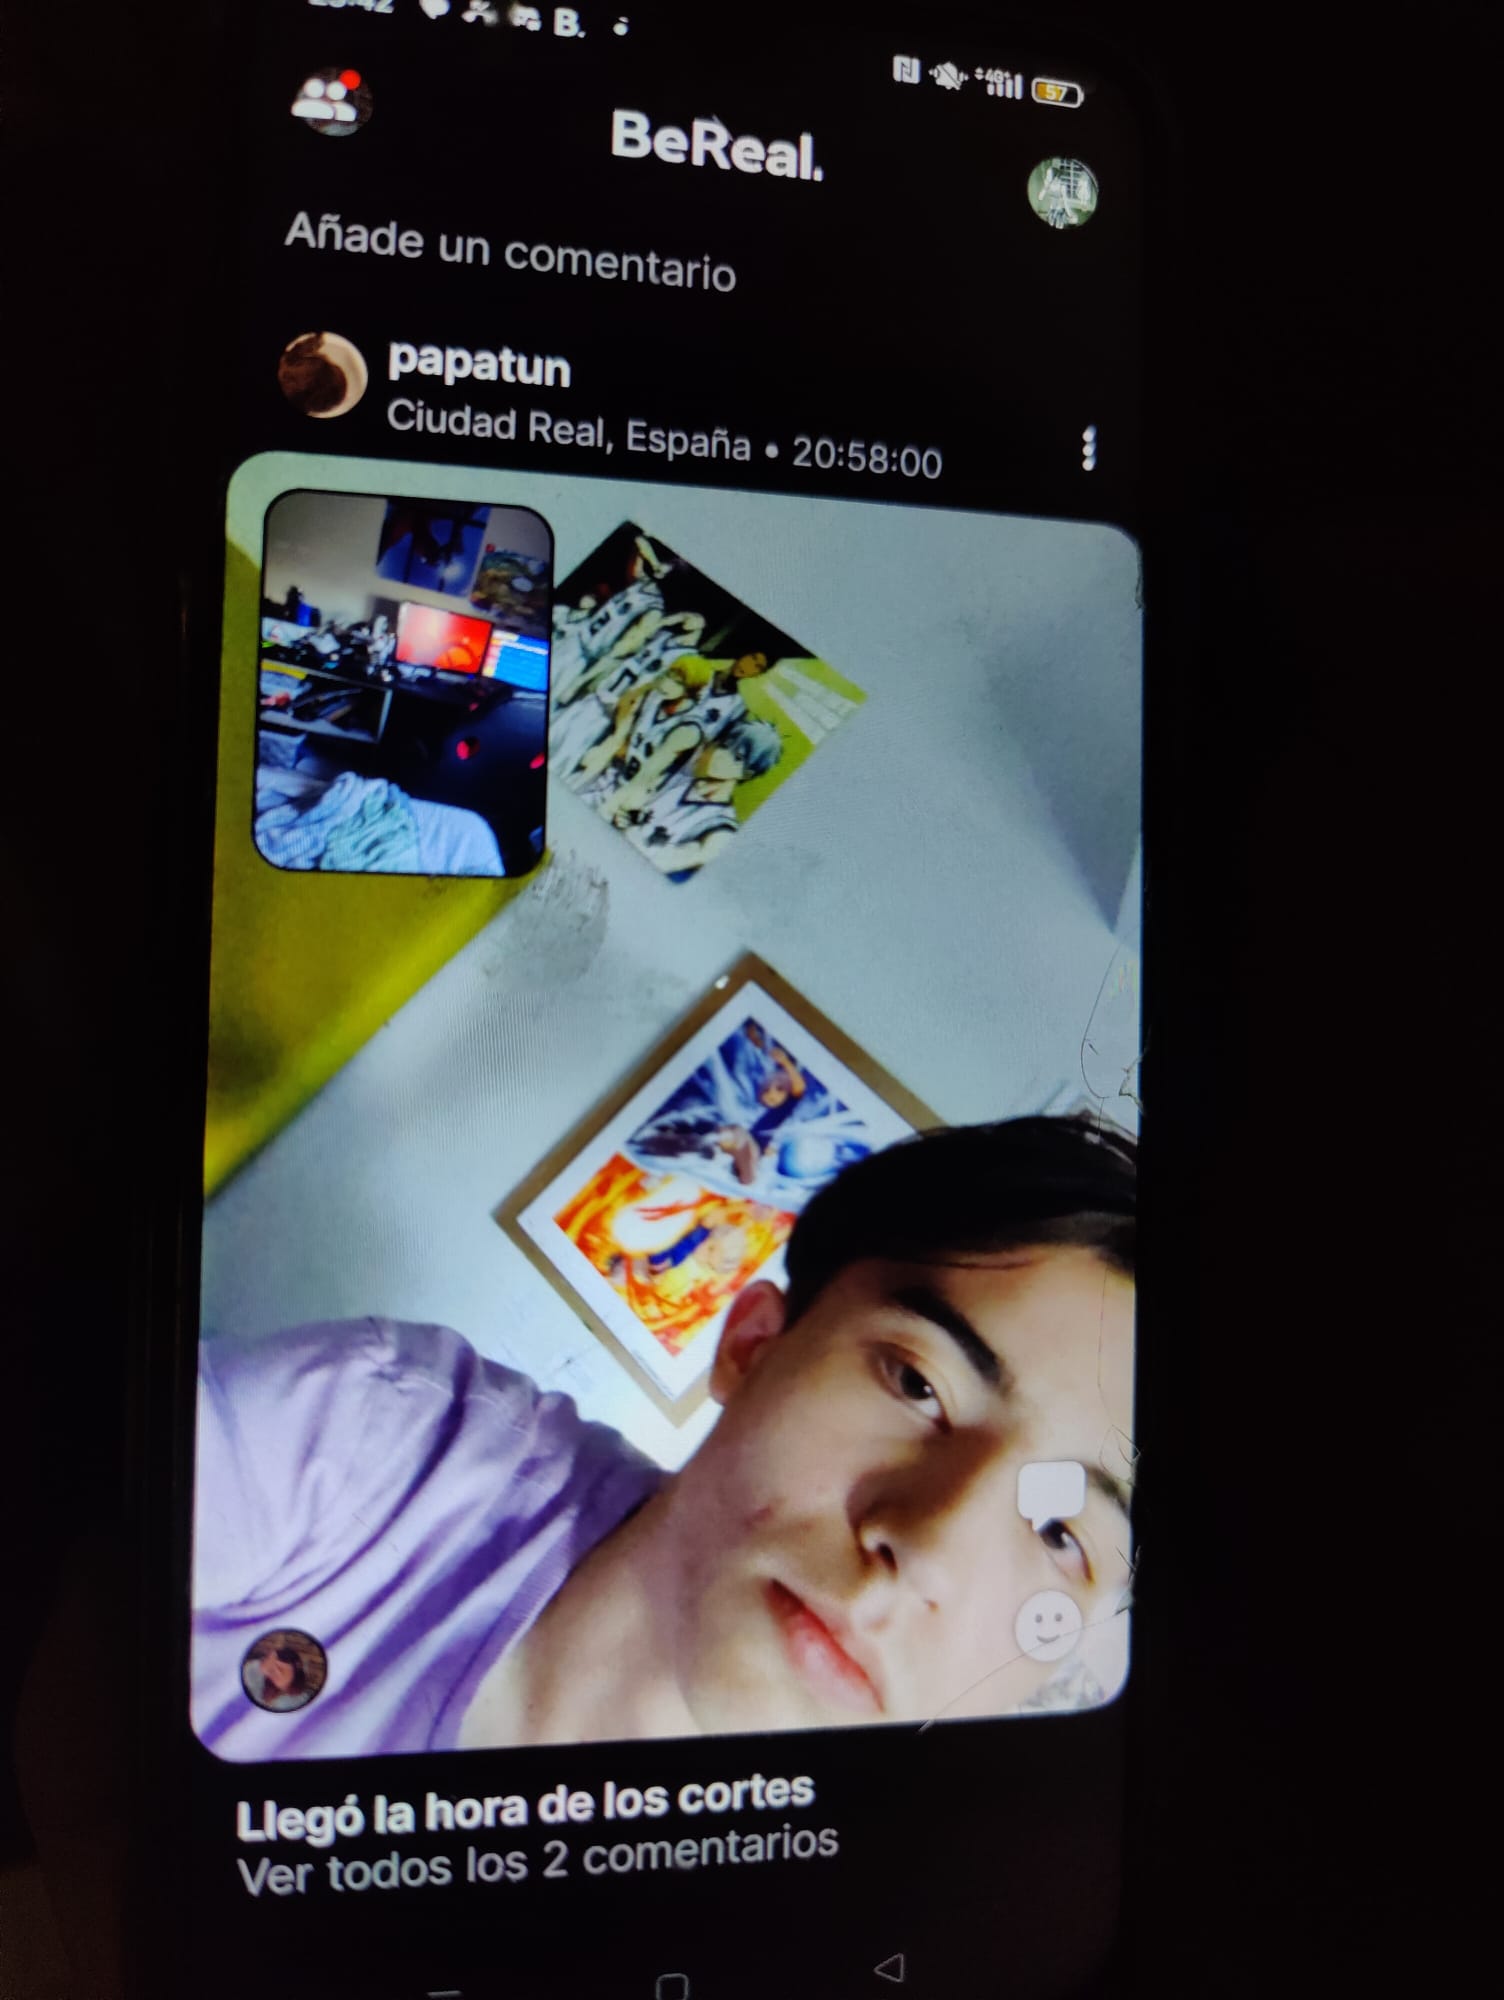 B.
57
BeReal.
Añade un comentario
papatun
Ciudad Real, España • 20:58:00
Llegó la hora de los cortes
Ver todos los 2 comentarios